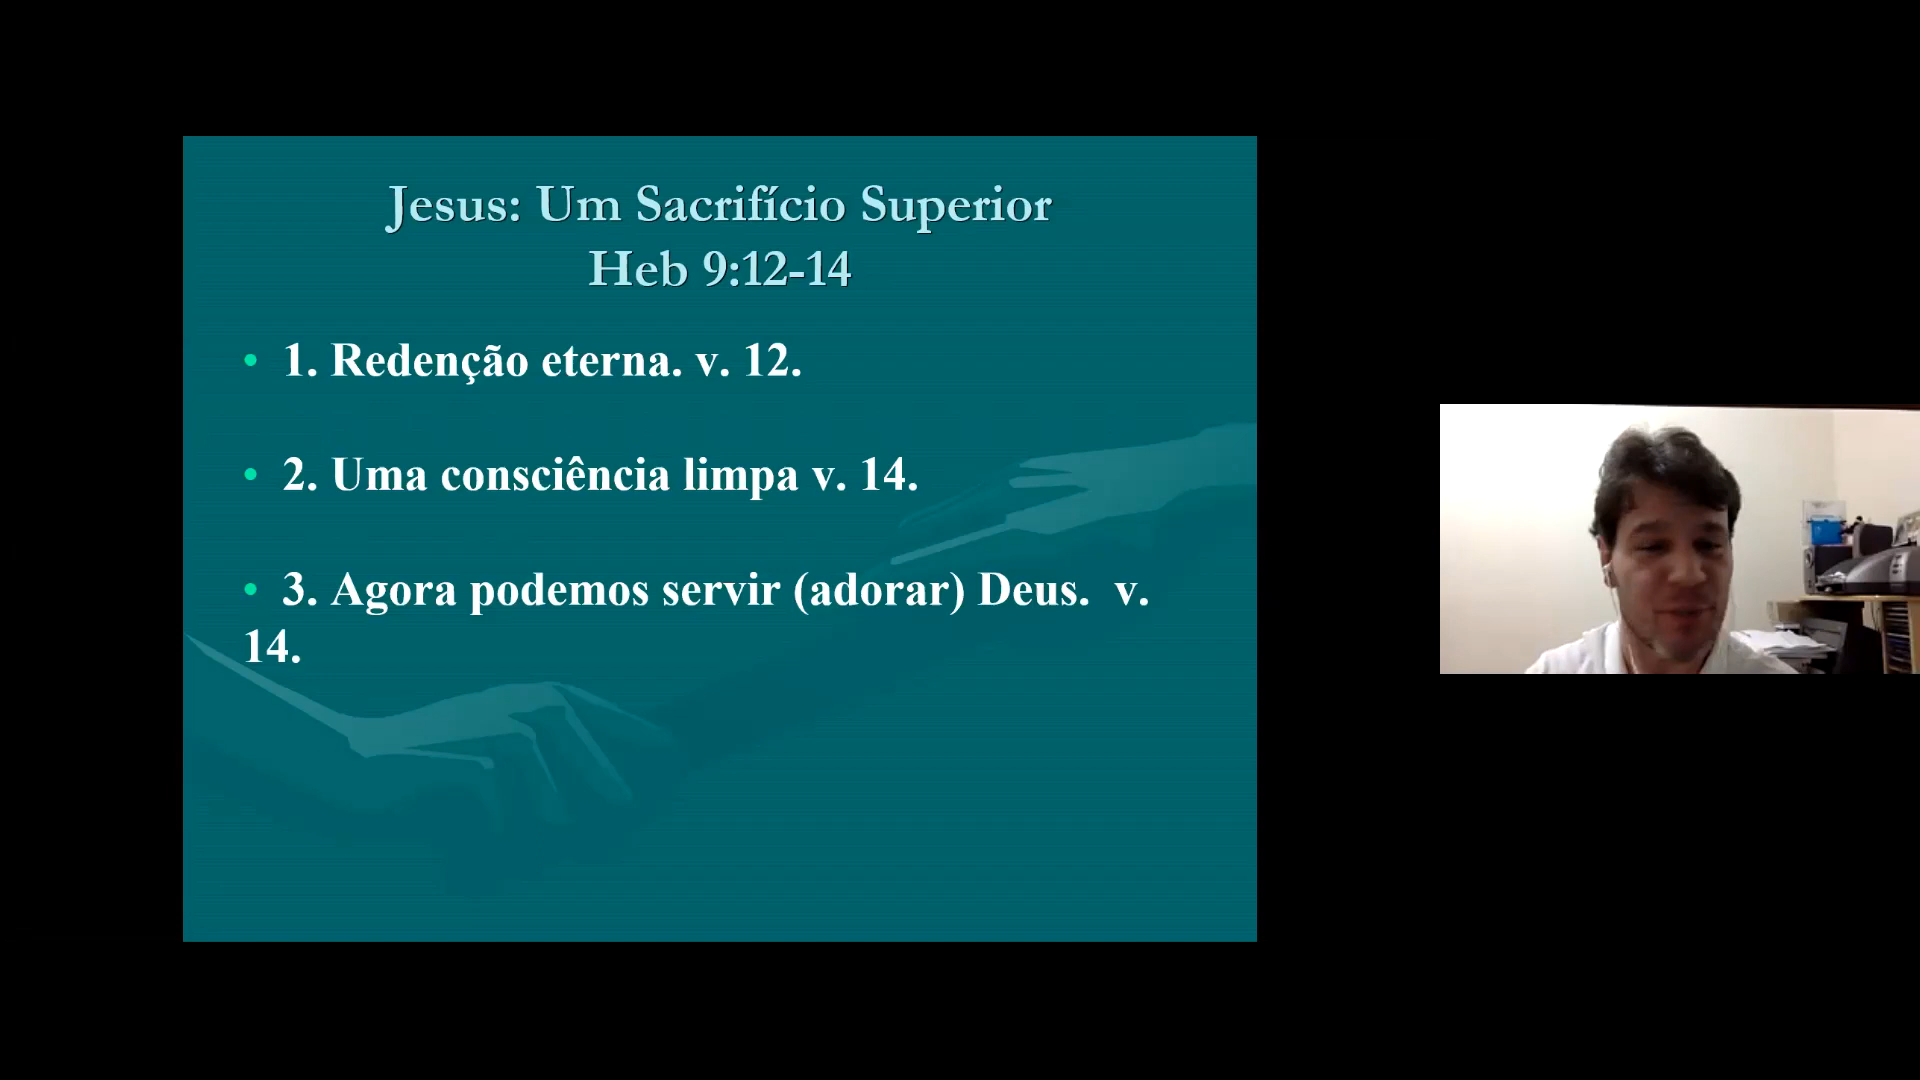 Jesus: Um Sacrifício Superior
Heb 9:12-14
• 1. Redenção eterna. v. 12.
• 2. Uma consciência limpa v. 14.
• 3. Agora podemos servir (adorar) Deus.  v.
14.